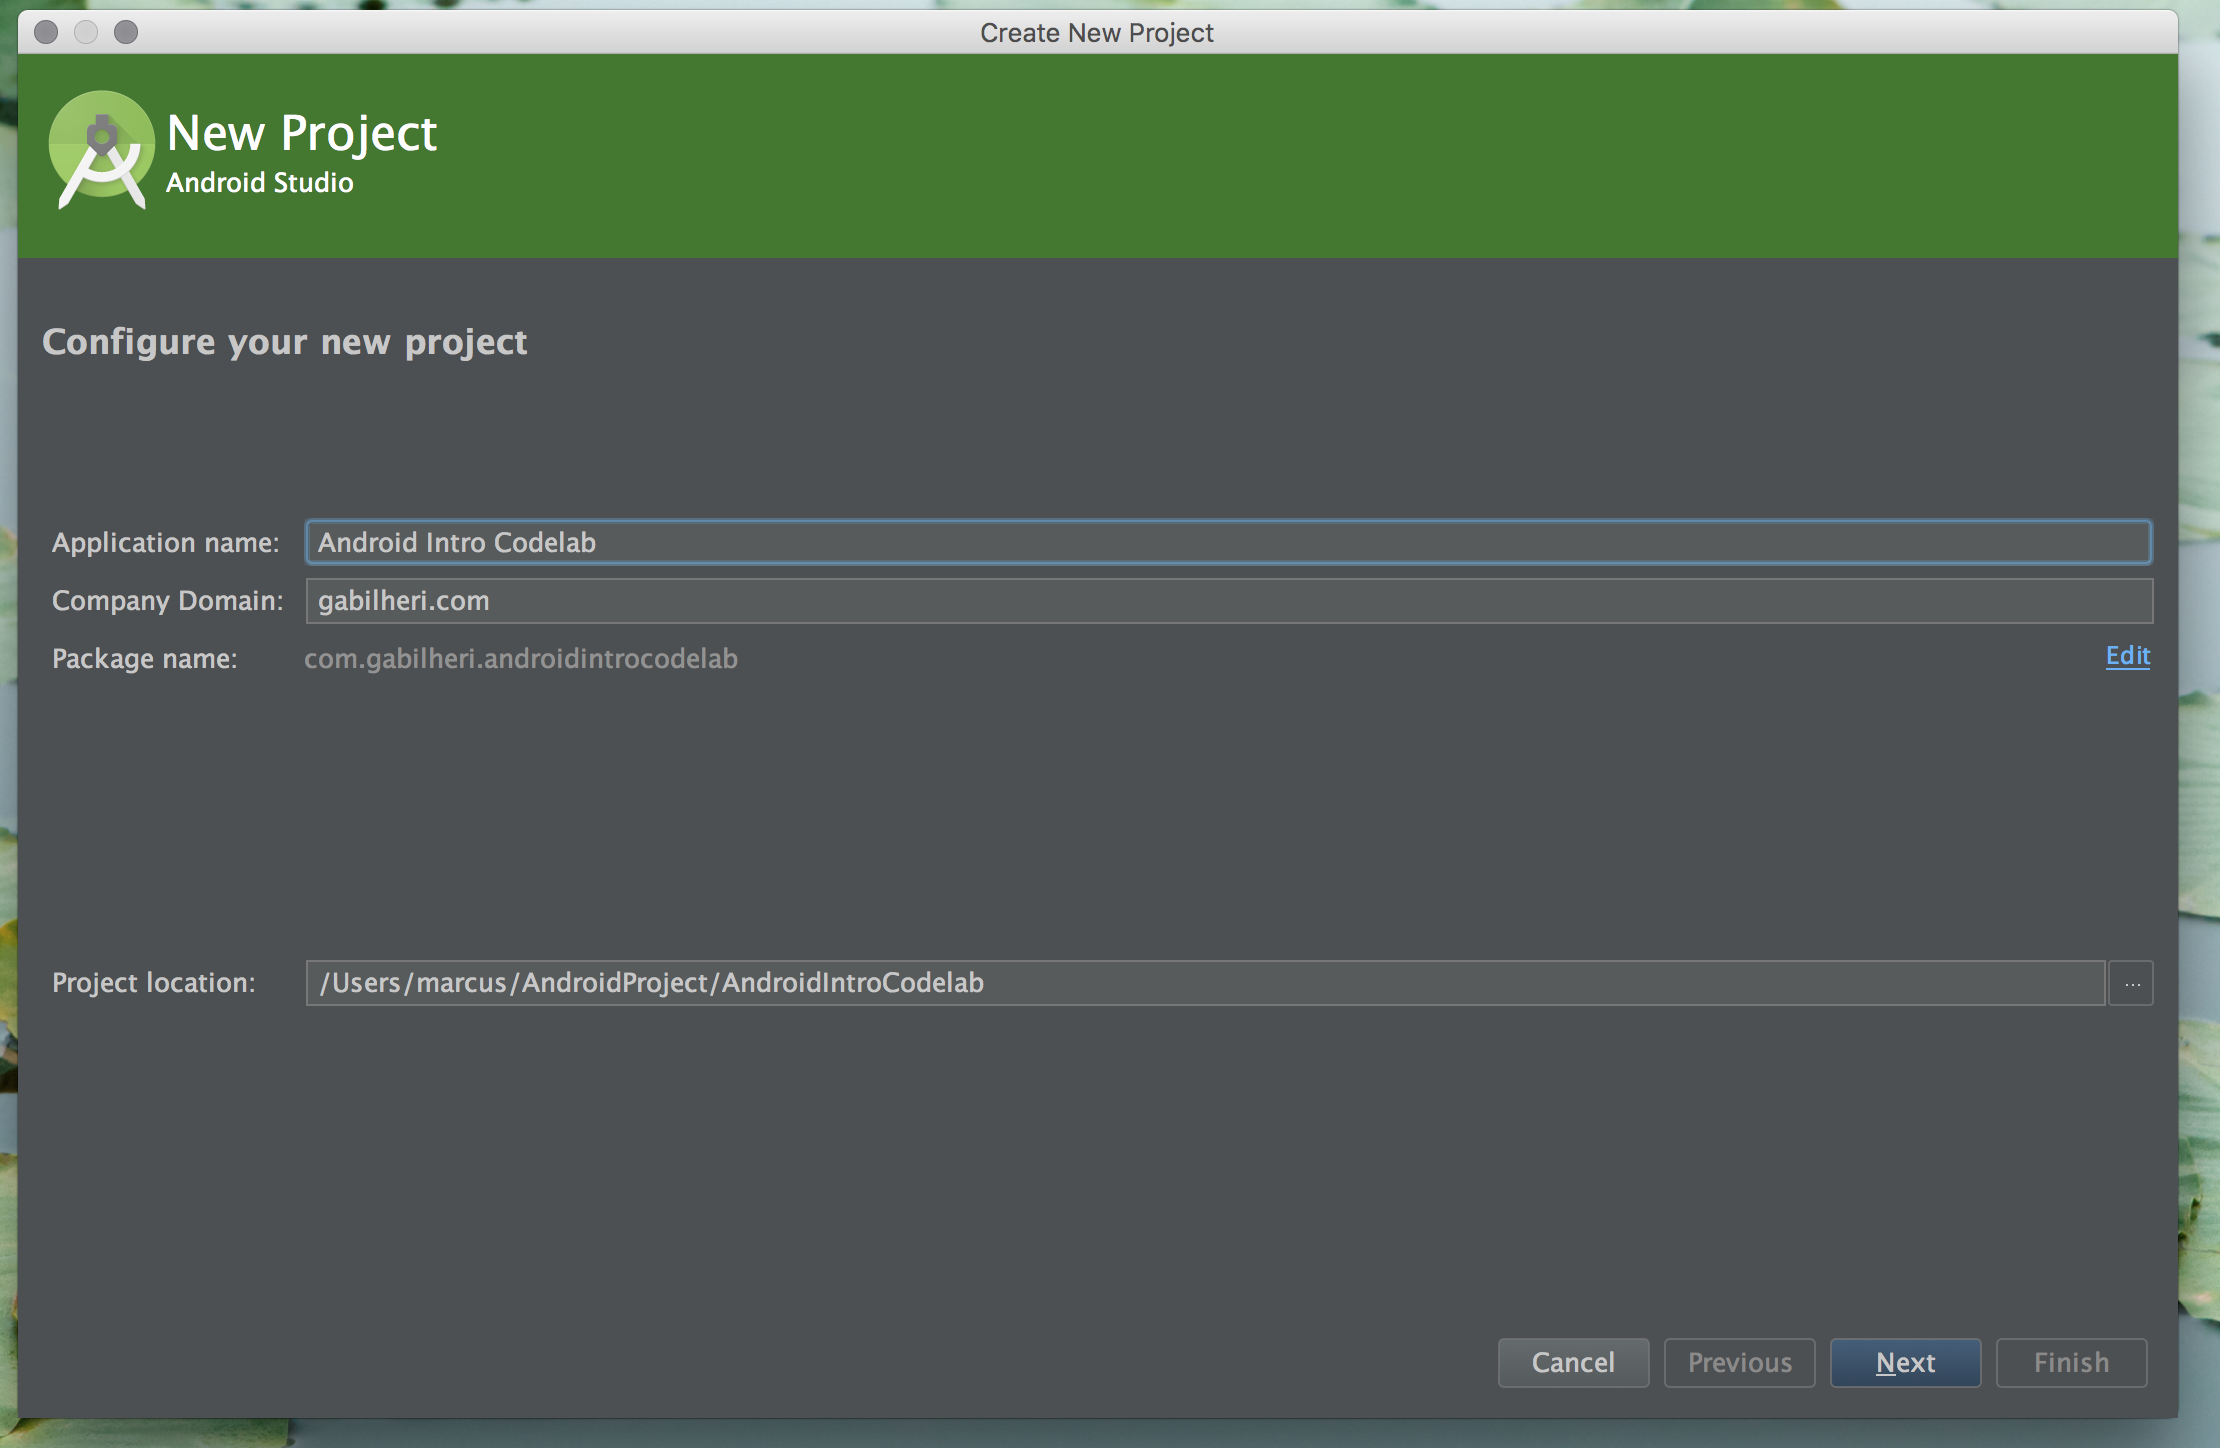 Create New Project
New Project
Android Studio
Configure your new project
Application name: Android Intro Codelab
Company Domain: gabilheri.com
Package name: com.gabilheri.androidintrocodelab Edit
Project location: /Users/marcus/AndroidProject/AndroidIntroCodelab ...
Cancel Previous Next Finish